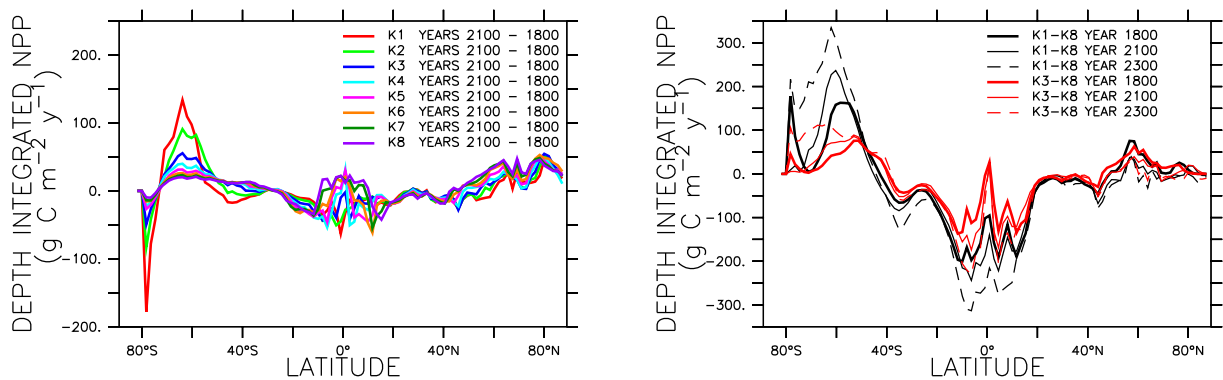 DEPTH INTEGRATED NPP
(g C m⁻² y⁻¹)
200.
100.
0.
-100.
-200.
K1 YEARS 2100 - 1800
K2 YEARS 2100 - 1800
K3 YEARS 2100 - 1800
K4 YEARS 2100 - 1800
K5 YEARS 2100 - 1800
K6 YEARS 2100 - 1800
K7 YEARS 2100 - 1800
K8 YEARS 2100 - 1800
80°S 40°S 0° 40°N 80°N
LATITUDE
DEPTH INTEGRATED NPP
(g C m⁻² y⁻¹)
300.
200.
100.
0.
-100.
-200.
-300.
K1-K8 YEAR 1800
K1-K8 YEAR 2100
K1-K8 YEAR 2300
K3-K8 YEAR 1800
K3-K8 YEAR 2100
K3-K8 YEAR 2300
80°S 40°S 0° 40°N 80°N
LATITUDE